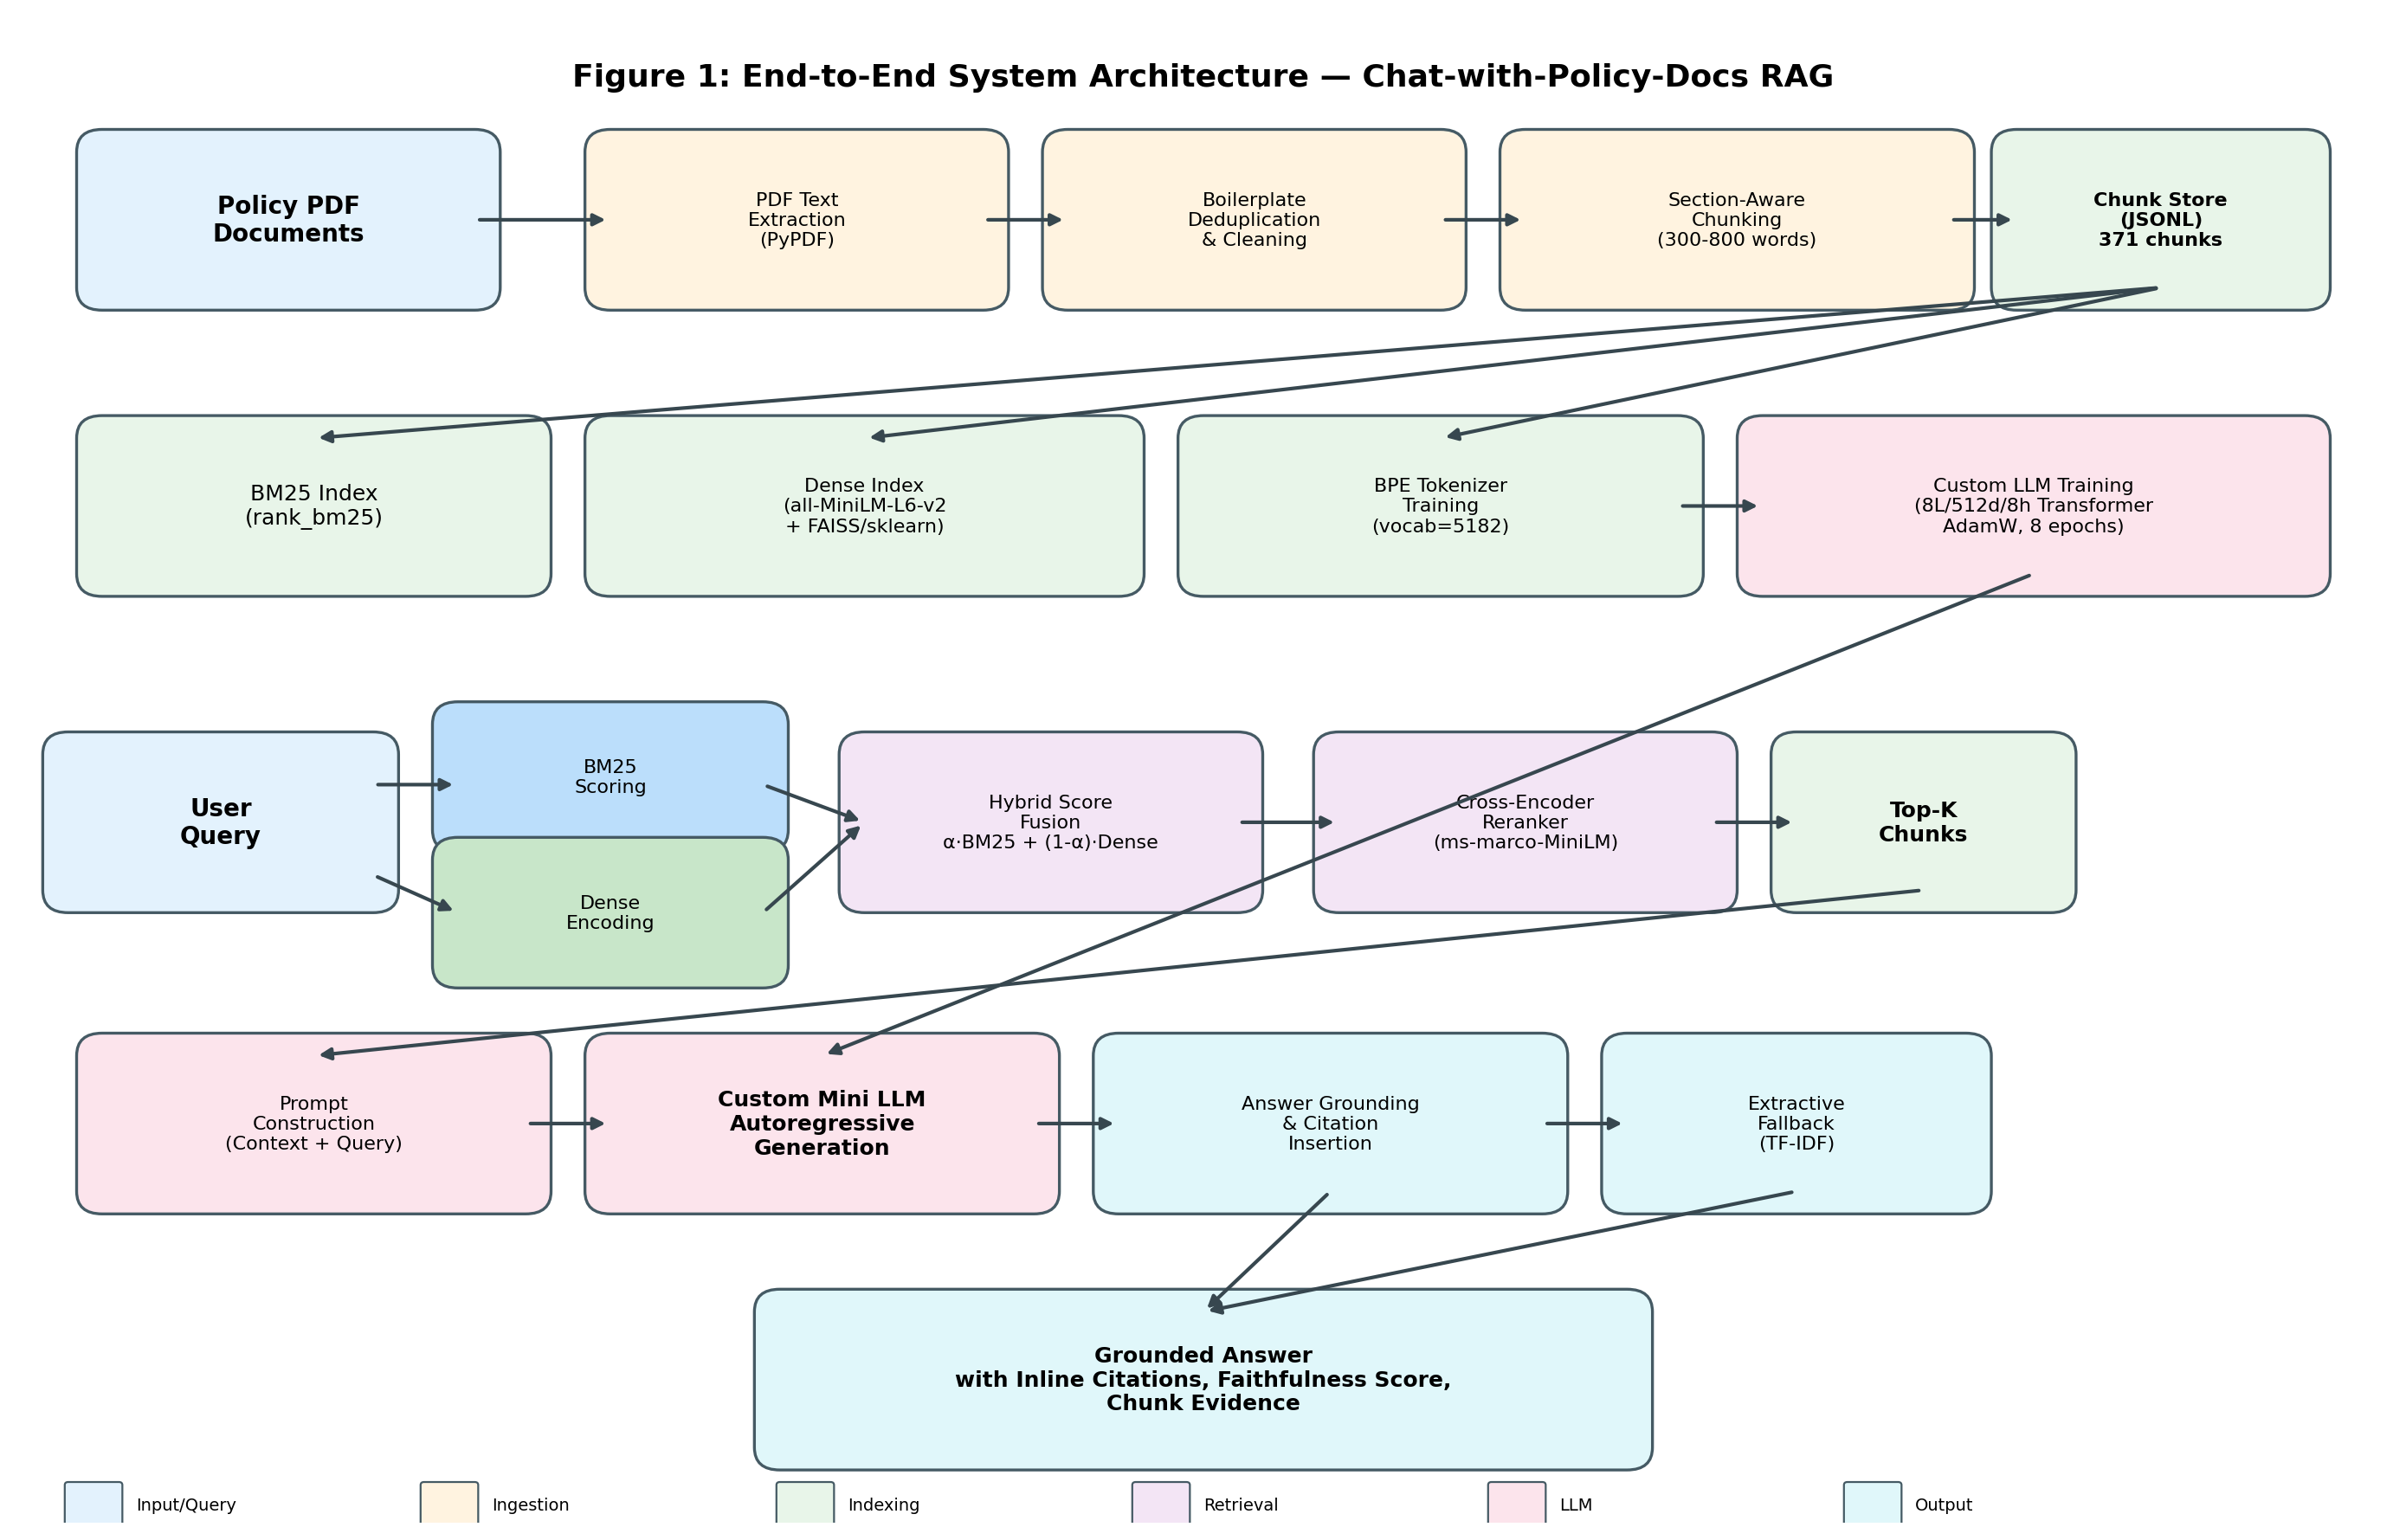 Figure 1: End-to-End System Architecture — Chat-with-Policy-Docs RAG
Policy PDF
Documents
PDF Text
Extraction
(PyPDF)
Boilerplate
Deduplication
& Cleaning
Section-Aware
Chunking
(300-800 words)
Chunk Store
(JSONL)
371 chunks
BM25 Index
(rank_bm25)
Dense Index
(all-MiniLM-L6-v2
+ FAISS/sklearn)
BPE Tokenizer
Training
(vocab=5182)
Custom LLM Training
(8L/512d/8h Transformer
AdamW, 8 epochs)
User
Query
BM25
Scoring
Dense
Encoding
Hybrid Score
Fusion
α·BM25 + (1-α)·Dense
Cross-Encoder
Reranker
(ms-marco-MiniLM)
Top-K
Chunks
Prompt
Construction
(Context + Query)
Custom Mini LLM
Autoregressive
Generation
Answer Grounding
& Citation
Insertion
Extractive
Fallback
(TF-IDF)
Grounded Answer
with Inline Citations, Faithfulness Score,
Chunk Evidence
Input/Query
Ingestion
Indexing
Retrieval
LLM
Output